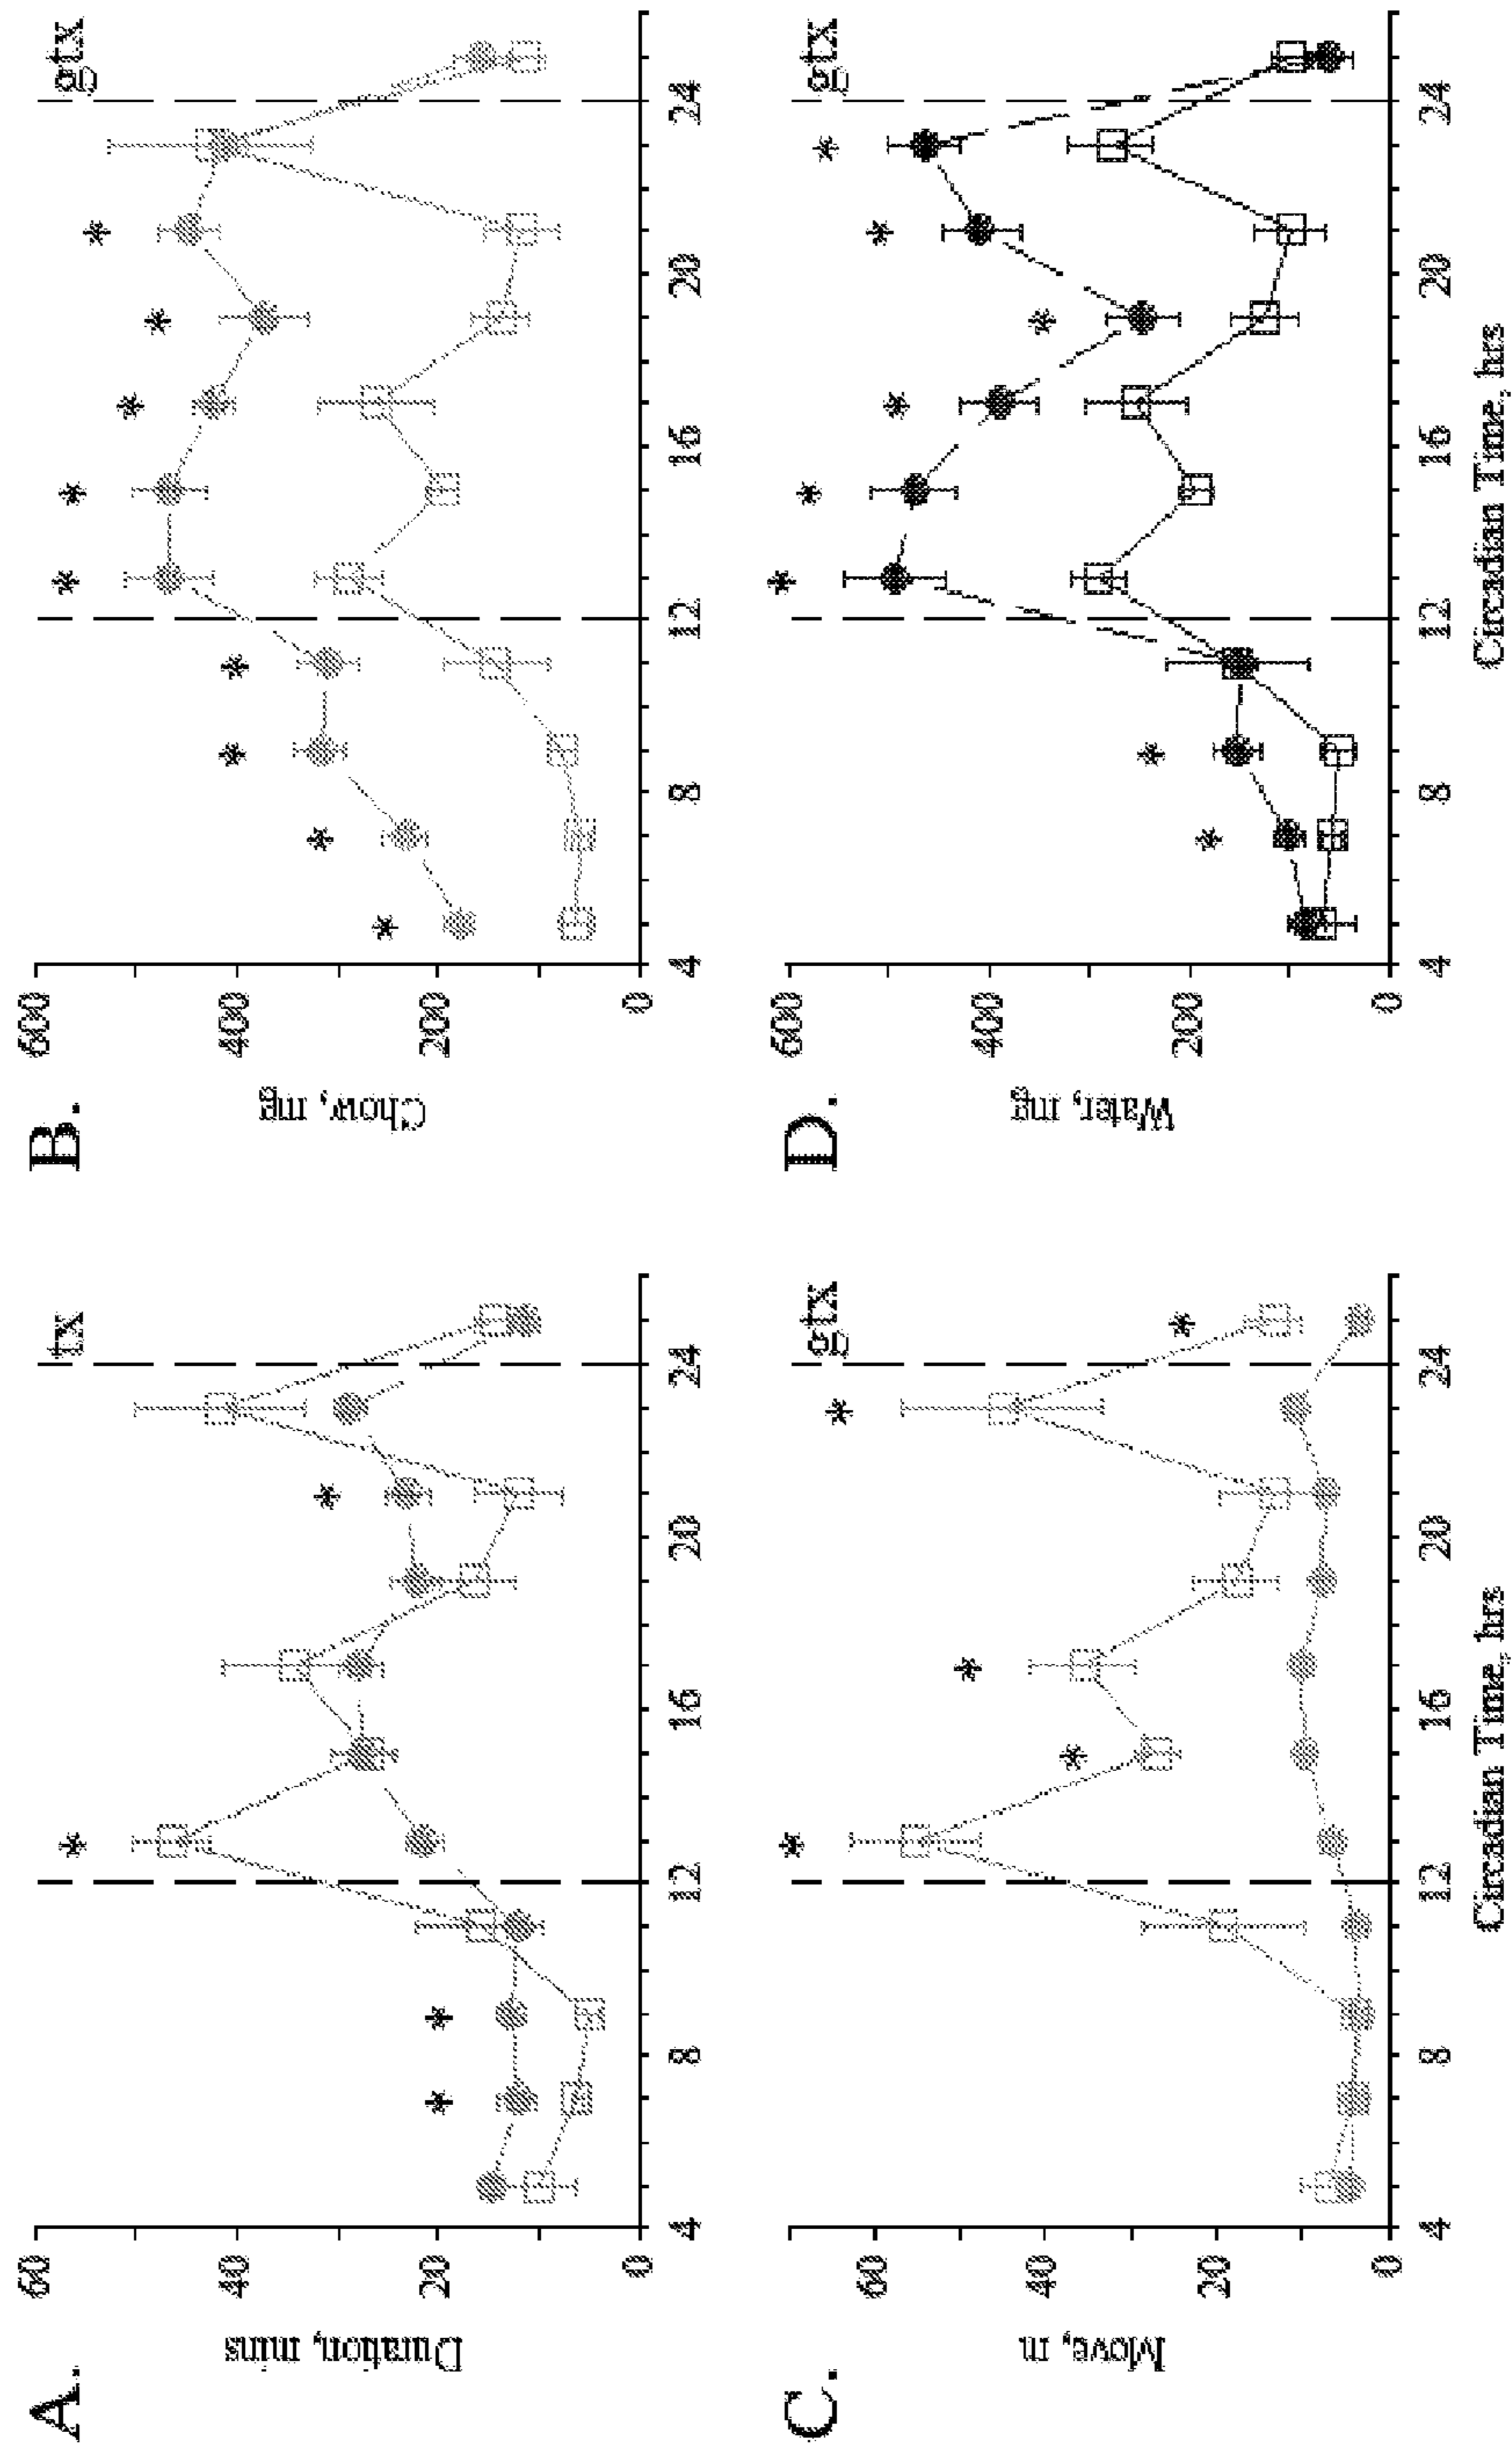 A.
Duration, mins
60
40
20
0
4 8 12 16 20 24
tx
*
*
*
*
B.
Chow, mg
600
400
200
0
4 8 12 16 20 24
gtx
*
*
*
*
*
*
*
*
*
C.
Move, m
60
40
20
0
4 8 12 16 20 24
gtx
*
*
*
*
*
Circadian Time, hrs
D.
Water, mg
600
400
200
0
4 8 12 16 20 24
gtx
*
*
*
*
*
*
*
*
Circadian Time, hrs